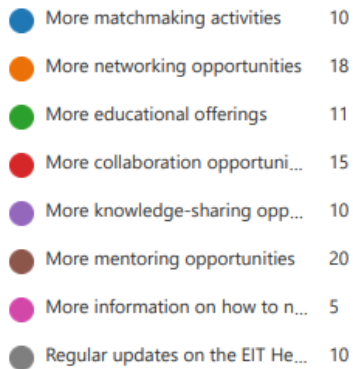 More matchmaking activities 10
More networking opportunities 18
More educational offerings 11
More collaboration opportuni... 15
More knowledge-sharing opp... 10
More mentoring opportunities 20
More information on how to n... 5
Regular updates on the EIT He... 10